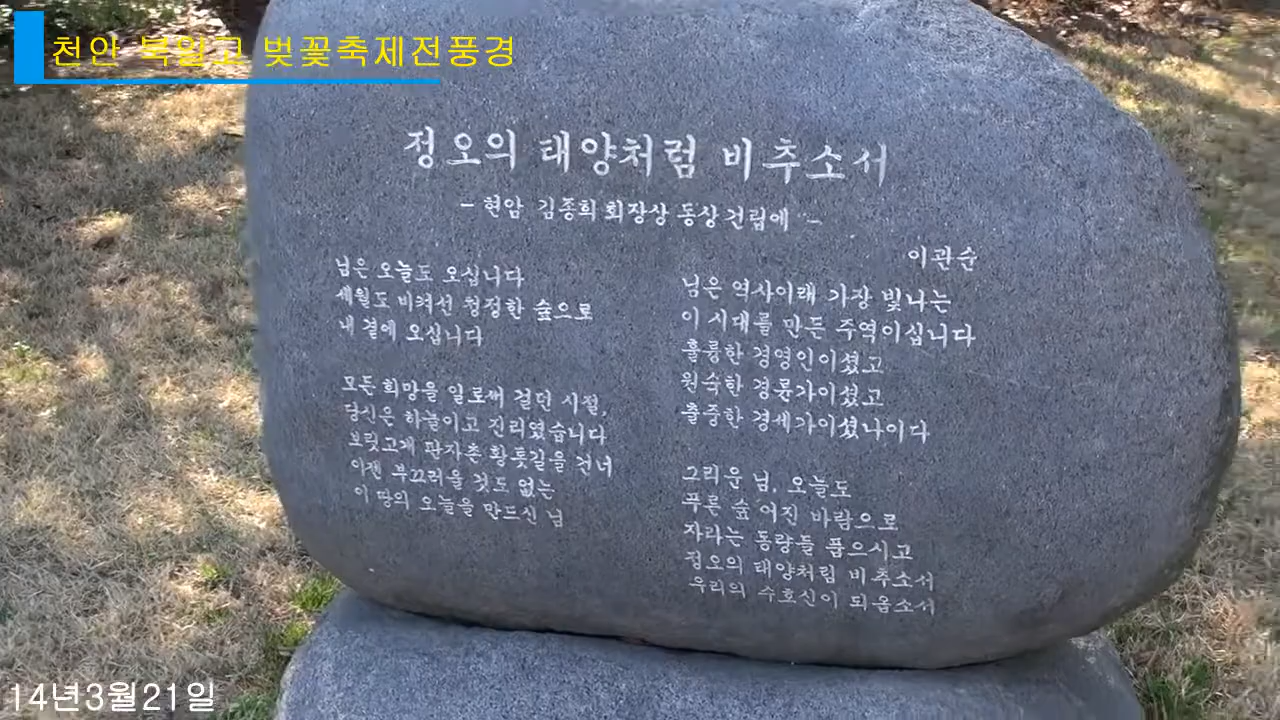 천안 북일고 벚꽃축제전풍경
정오의 태양처럼 비추소서
- 현암 김종희 회장상 동상 건립에 -
이관순
님은 오늘도 오십니다
세월도 비켜선 청정한 숲으로
내 곁에 오십니다
모든 희망을 일로써 걸던 시절,
당신은 하늘이고 진리였습니다
보릿고개 판자촌 황톳길을 건너
이젠 부끄러울 것도 없는
이 땅의 오늘을 만드신 님
님은 역사이래 가장 빛나는
이 시대를 만든 주역이십니다
훌륭한 경영인이셨고
원숙한 경륜가이셨고
출중한 경세가이셨나이다
그리운 님, 오늘도
푸른 숲 어진 바람으로
자라는 동량들 품으시고
정오의 태양처럼 비추소서
우리의 수호신이 되옵소서
14년3월21일